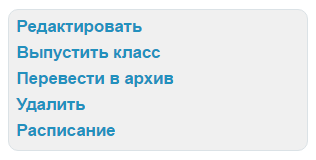 Редактировать
Выпустить класс
Перевести в архив
Удалить
Расписание